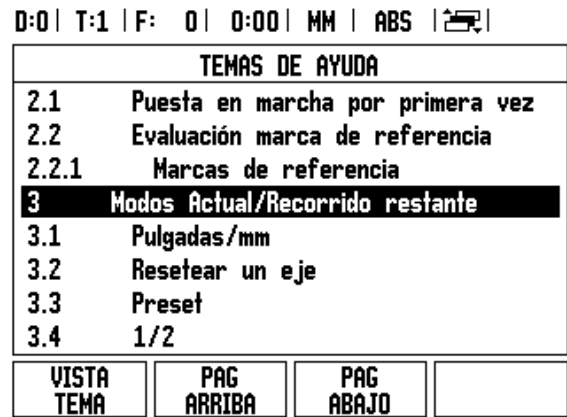 D:0| T:1 |F: 0| 0:00| MM | ABS |
TEMAS DE AYUDA
2.1 Puesta en marcha por primera vez
2.2 Evaluación marca de referencia
2.2.1 Marcas de referencia
3 Modos Actual/Recorrido restante
3.1 Pulgadas/mm
3.2 Resetear un eje
3.3 Preset
3.4 1/2
VISTA TEMA
PAG ARRIBA
PAG ABAJO